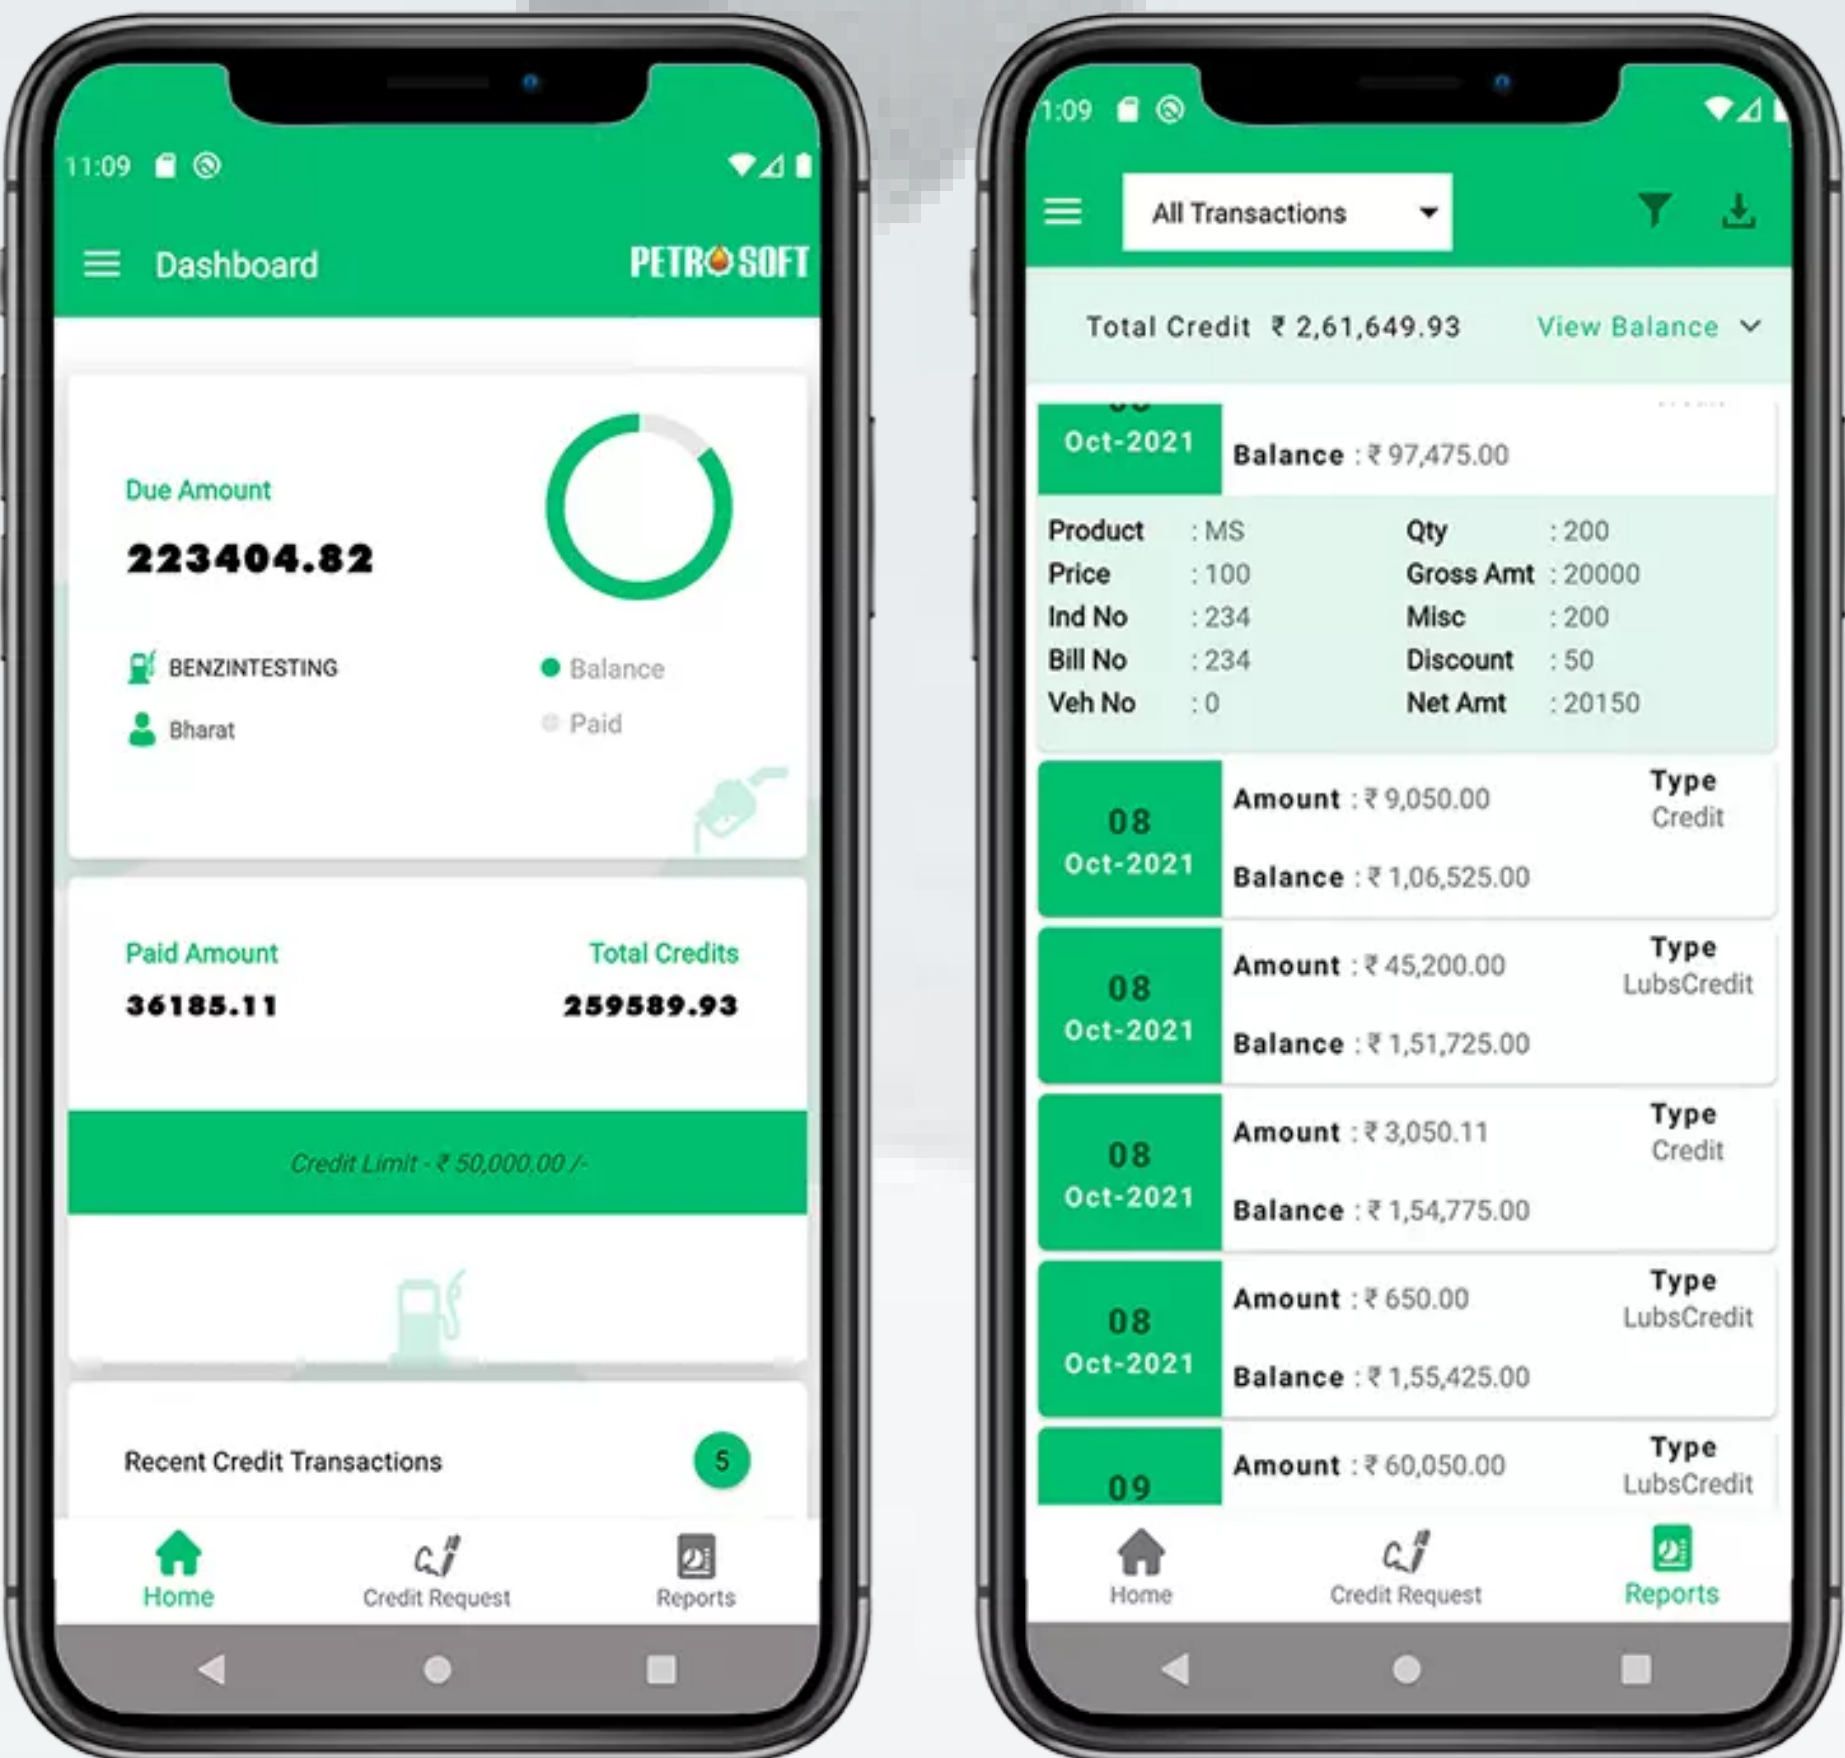 11:09
Dashboard PETROSOFT
Due Amount
223404.82
BENZINTESTING
Bharat
Balance
Paid
Paid Amount Total Credits
36185.11 259589.93
Credit Limit - ₹ 50,000.00 /-
Recent Credit Transactions 5
Home Credit Request Reports
1:09
All Transactions
Total Credit ₹ 2,61,649.93 View Balance
Oct-2021 Balance : ₹ 97,475.00
Product : MS Qty : 200
Price : 100 Gross Amt : 20000
Ind No : 234 Misc : 200
Bill No : 234 Discount : 50
Veh No : 0 Net Amt : 20150
08 Amount : ₹ 9,050.00 Type
Credit
Oct-2021 Balance : ₹ 1,06,525.00
08 Amount : ₹ 45,200.00 Type
LubsCredit
Oct-2021 Balance : ₹ 1,51,725.00
08 Amount : ₹ 3,050.11 Type
Credit
Oct-2021 Balance : ₹ 1,54,775.00
08 Amount : ₹ 650.00 Type
LubsCredit
Oct-2021 Balance : ₹ 1,55,425.00
09 Amount : ₹ 60,050.00 Type
LubsCredit
Home Credit Request Reports